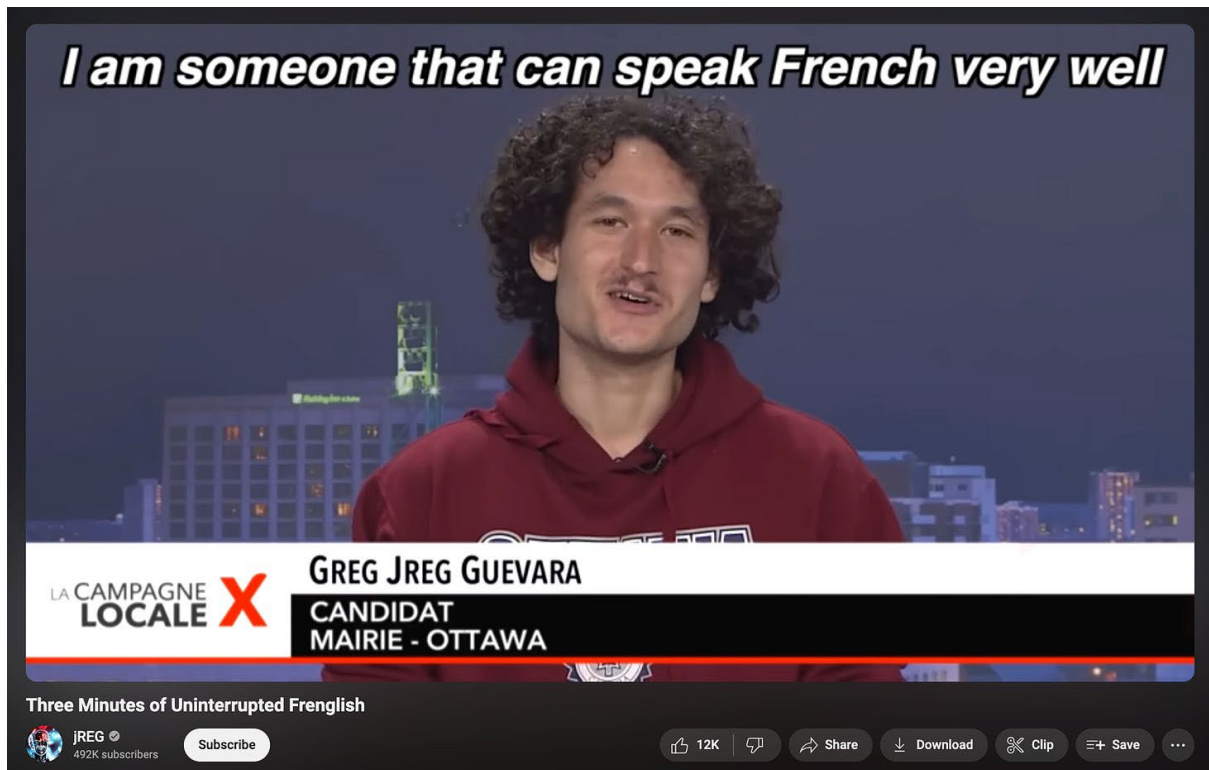 I am someone that can speak French very well
GREG JREG GUEVARA
LA CAMPAGNE
LOCALE X
CANDIDAT
MAIRIE - OTTAWA
Three Minutes of Uninterrupted Frenglish
jREG
492K subscribers
Subscribe
12K
Share
Download
Clip
Save